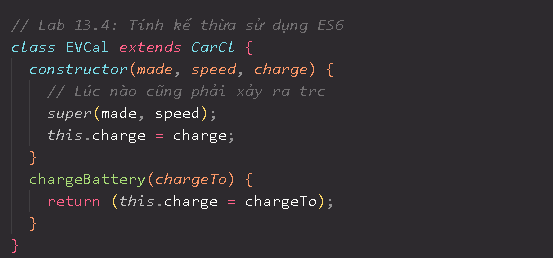 // Lab 13.4: Tính kế thừa sử dụng ES6
class EVCal extends CarCl {
constructor(made, speed, charge) {
// Lúc nào cũng phải xảy ra trc
super(made, speed);
this.charge = charge;
}
chargeBattery(chargeTo) {
return (this.charge = chargeTo);
}
}